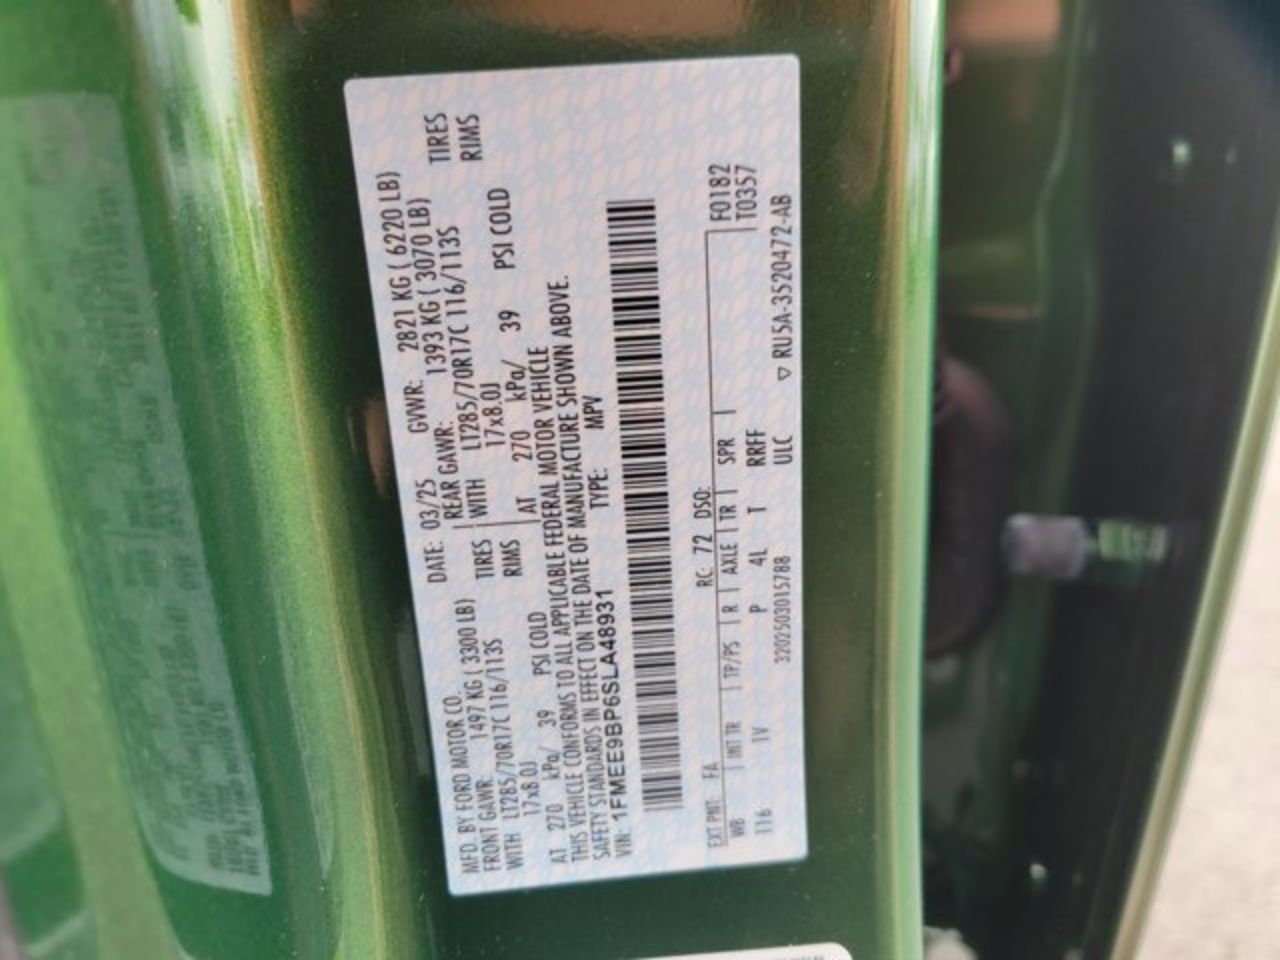 MFD. BY FORD MOTOR CO. DATE: 03/25 GVWR: 2821 KG ( 6220 LB)
FRONT GAWR: 1497 KG ( 3300 LB) REAR GAWR: 1393 KG ( 3070 LB)
WITH LT285/70R17C 116/113S TIRES WITH LT285/70R17C 116/113S TIRES
17x8.0J RIMS 17x8.0J RIMS
AT 270 kPa/ 39 PSI COLD AT 270 kPa/ 39 PSI COLD
THIS VEHICLE CONFORMS TO ALL APPLICABLE FEDERAL MOTOR VEHICLE
SAFETY STANDARDS IN EFFECT ON THE DATE OF MANUFACTURE SHOWN ABOVE.
VIN: 1FMEE9BP6SLA48931 TYPE: MPV
F0182
T0357
EXT PNT: FA RC: 72 DSO:
WB INT TR TP/PS R AXLE TR SPR
116 1V P 4L T RRFF
3202503015788 ULC ▽ RU5A-3520472-AB